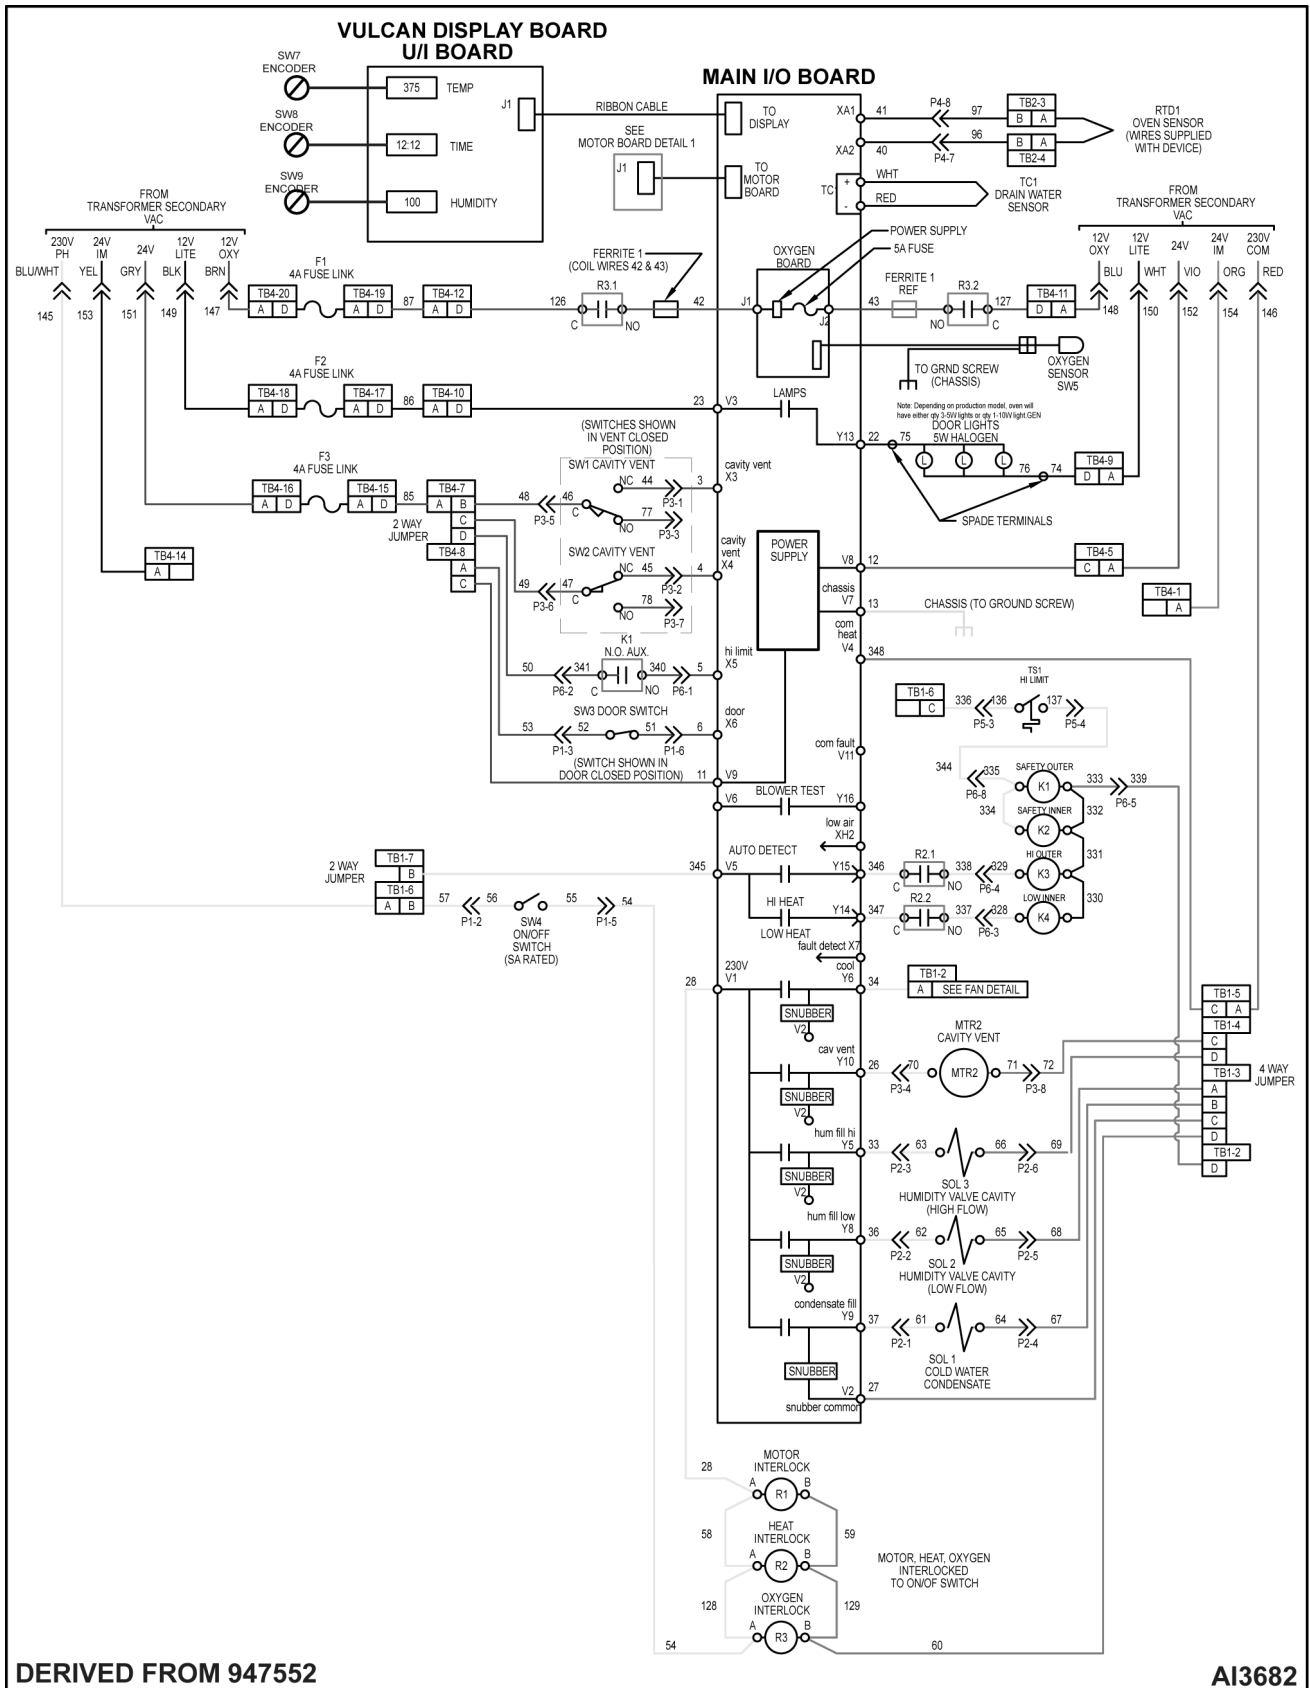 VULCAN DISPLAY BOARD
U/I BOARD
SW7
ENCODER
375
TEMP
SW8
ENCODER
12:12
TIME
SW9
ENCODER
100
HUMIDITY
J1
RIBBON CABLE
SEE
MOTOR BOARD DETAIL 1
J1
MAIN I/O BOARD
TO
DISPLAY
TO
MOTOR
BOARD
XA1
41
P4-8
97
TB2-3
B A
XA2
40
P4-7
96
B A
TB2-4
RTD1
OVEN SENSOR
(WIRES SUPPLIED
WITH DEVICE)
TC
+
-
WHT
RED
TC1
DRAIN WATER
SENSOR
FROM
TRANSFORMER SECONDARY
VAC
230V
PH
24V
IM
24V
12V
LITE
12V
OXY
BLU/WHT
YEL
GRY
BLK
BRN
145
153
151
149
147
F1
4A FUSE LINK
TB4-20
A D
TB4-19
A D
87
TB4-12
A D
126
R3.1
C
NO
FERRITE 1
(COIL WIRES 42 & 43)
42
J1
OXYGEN
BOARD
POWER SUPPLY
5A FUSE
J2
43
FERRITE 1
REF
R3.2
NO
C
127
TB4-11
D A
FROM
TRANSFORMER SECONDARY
VAC
12V
OXY
12V
LITE
24V
24V
IM
230V
COM
BLU
WHT
VIO
ORG
RED
148
150
152
154
146
OXYGEN
SENSOR
SW5
TO GRND SCREW
(CHASSIS)
F2
4A FUSE LINK
TB4-18
A D
TB4-17
A D
86
TB4-10
A D
23
V3
LAMPS
Y13
22
75
Note: Depending on production model, oven will
have either qty 3-5W lights or qty 1-10W light.GEN
DOOR LIGHTS
5W HALOGEN
L
L
L
76
74
TB4-9
D A
SPADE TERMINALS
F3
4A FUSE LINK
TB4-16
A D
TB4-15
A D
85
TB4-7
A B
C
D
TB4-8
A
C
2 WAY
JUMPER
TB4-14
A
(SWITCHES SHOWN
IN VENT CLOSED
POSITION)
SW1 CAVITY VENT
48
P3-5
46
C
NC
44
P3-1
3
NO
77
P3-3
cavity vent
X3
SW2 CAVITY VENT
49
P3-6
47
C
NC
45
P3-2
4
NO
78
P3-7
cavity
vent
X4
K1
N.O. AUX.
50
P6-2
341
C
NO
340
P6-1
5
hi limit
X5
SW3 DOOR SWITCH
53
P1-3
52
51
P1-6
6
door
X6
(SWITCH SHOWN IN
DOOR CLOSED POSITION)
11
V9
POWER
SUPPLY
V8
12
TB4-5
C A
chassis
V7
13
CHASSIS (TO GROUND SCREW)
TB4-1
A
com
heat
V4
348
TB1-6
C
336
P5-3
136
TS1
HI LIMIT
137
P5-4
com fault
V11
344
335
P6-8
SAFETY OUTER
K1
333
339
P6-5
334
SAFETY INNER
K2
332
V6
BLOWER TEST
Y16
low air
XH2
345
V5
AUTO DETECT
Y15
346
R2.1
C
NO
338
329
P6-4
HI OUTER
K3
331
HI HEAT
Y14
347
R2.2
C
NO
337
328
P6-3
LOW INNER
K4
330
LOW HEAT
2 WAY
JUMPER
TB1-7
B
TB1-6
A B
57
P1-2
56
SW4
ON/OFF
SWITCH
(SA RATED)
55
P1-5
54
fault detect X7
28
230V
V1
cool
Y6
34
TB1-2
A SEE FAN DETAIL
SNUBBER
V2
cav vent
Y10
26
P3-4
70
MTR2
CAVITY VENT
MTR2
71
P3-8
72
SNUBBER
V2
hum fill hi
Y5
33
P2-3
63
66
P2-6
69
SOL 3
HUMIDITY VALVE CAVITY
(HIGH FLOW)
SNUBBER
V2
hum fill low
Y8
36
P2-2
62
65
P2-5
68
SOL 2
HUMIDITY VALVE CAVITY
(LOW FLOW)
SNUBBER
V2
condensate fill
Y9
37
P2-1
61
64
P2-4
67
SOL 1
COLD WATER
CONDENSATE
SNUBBER
V2
27
snubber common
TB1-5
C A
TB1-4
C
D
TB1-3
A
B
C
D
TB1-2
D
4 WAY
JUMPER
28
MOTOR
INTERLOCK
A
R1
B
58
59
HEAT
INTERLOCK
A
R2
B
128
129
OXYGEN
INTERLOCK
A
R3
B
54
60
MOTOR, HEAT, OXYGEN
INTERLOCKED
TO ON/OF SWITCH
DERIVED FROM 947552
AI3682